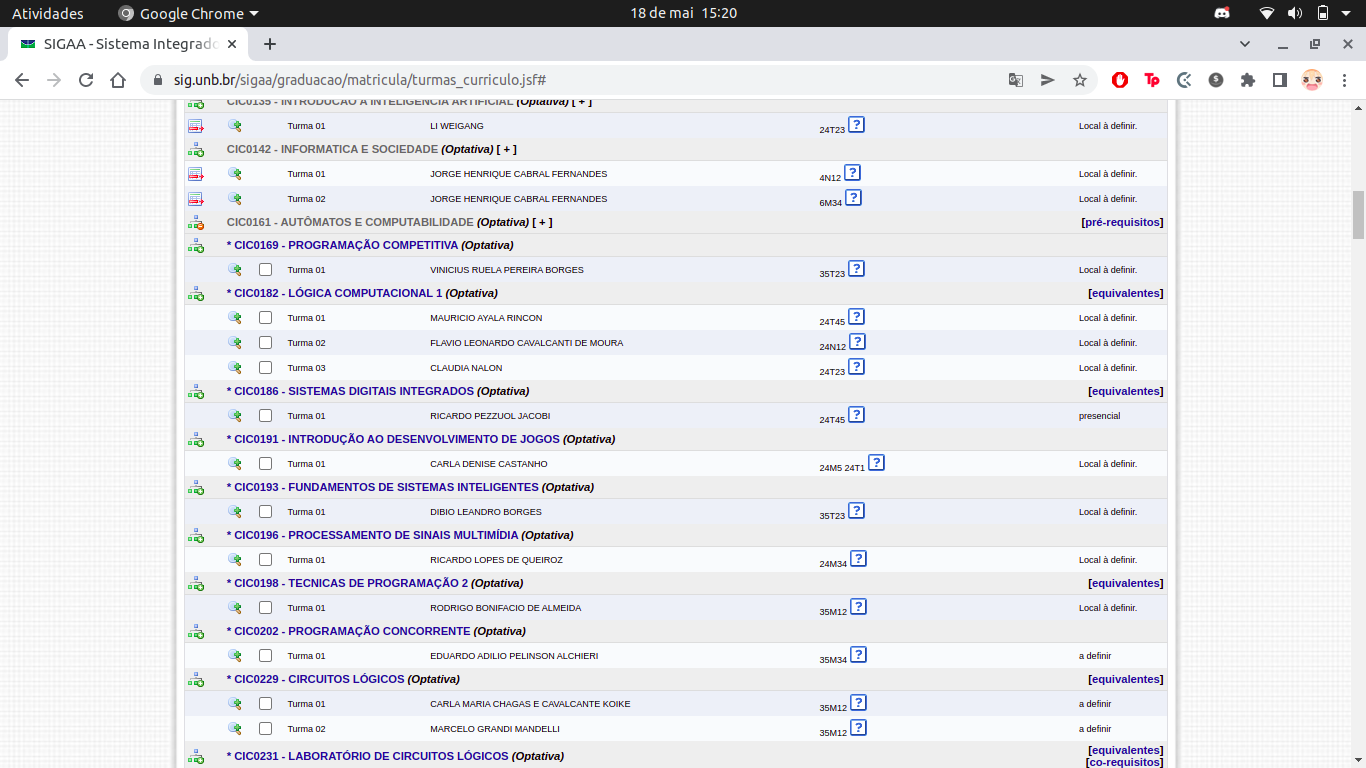 Atividades Google Chrome 18 de mai 15:20
SIGAA - Sistema Integrado
sig.unb.br/sigaa/graduacao/matricula/turmas_curriculo.jsf#
CIC0135 - INTRODUCAO A INTELIGENCIA ARTIFICIAL (Optativa) [ + ]
Turma 01 LI WEIGANG 24T23 ? Local à definir.
CIC0142 - INFORMATICA E SOCIEDADE (Optativa) [ + ]
Turma 01 JORGE HENRIQUE CABRAL FERNANDES 4N12 ? Local à definir.
Turma 02 JORGE HENRIQUE CABRAL FERNANDES 6M34 ? Local à definir.
CIC0161 - AUTÔMATOS E COMPUTABILIDADE (Optativa) [ + ] [pré-requisitos]
* CIC0169 - PROGRAMAÇÃO COMPETITIVA (Optativa)
Turma 01 VINICIUS RUELA PEREIRA BORGES 35T23 ? Local à definir.
* CIC0182 - LÓGICA COMPUTACIONAL 1 (Optativa) [equivalentes]
Turma 01 MAURICIO AYALA RINCON 24T45 ? Local à definir.
Turma 02 FLAVIO LEONARDO CAVALCANTI DE MOURA 24N12 ? Local à definir.
Turma 03 CLAUDIA NALON 24T23 ? Local à definir.
* CIC0186 - SISTEMAS DIGITAIS INTEGRADOS (Optativa) [equivalentes]
Turma 01 RICARDO PEZZUOL JACOBI 24T45 ? presencial
* CIC0191 - INTRODUÇÃO AO DESENVOLVIMENTO DE JOGOS (Optativa)
Turma 01 CARLA DENISE CASTANHO 24M5 24T1 ? Local à definir.
* CIC0193 - FUNDAMENTOS DE SISTEMAS INTELIGENTES (Optativa)
Turma 01 DIBIO LEANDRO BORGES 35T23 ? Local à definir.
* CIC0196 - PROCESSAMENTO DE SINAIS MULTIMÍDIA (Optativa)
Turma 01 RICARDO LOPES DE QUEIROZ 24M34 ? Local à definir.
* CIC0198 - TECNICAS DE PROGRAMAÇÃO 2 (Optativa) [equivalentes]
Turma 01 RODRIGO BONIFACIO DE ALMEIDA 35M12 ? Local à definir.
* CIC0202 - PROGRAMAÇÃO CONCORRENTE (Optativa)
Turma 01 EDUARDO ADILIO PELINSON ALCHIERI 35M34 ? a definir
* CIC0229 - CIRCUITOS LÓGICOS (Optativa) [equivalentes]
Turma 01 CARLA MARIA CHAGAS E CAVALCANTE KOIKE 35M12 ? a definir
Turma 02 MARCELO GRANDI MANDELLI 35M12 ? a definir
* CIC0231 - LABORATÓRIO DE CIRCUITOS LÓGICOS (Optativa) [equivalentes]
[co-requisitos]